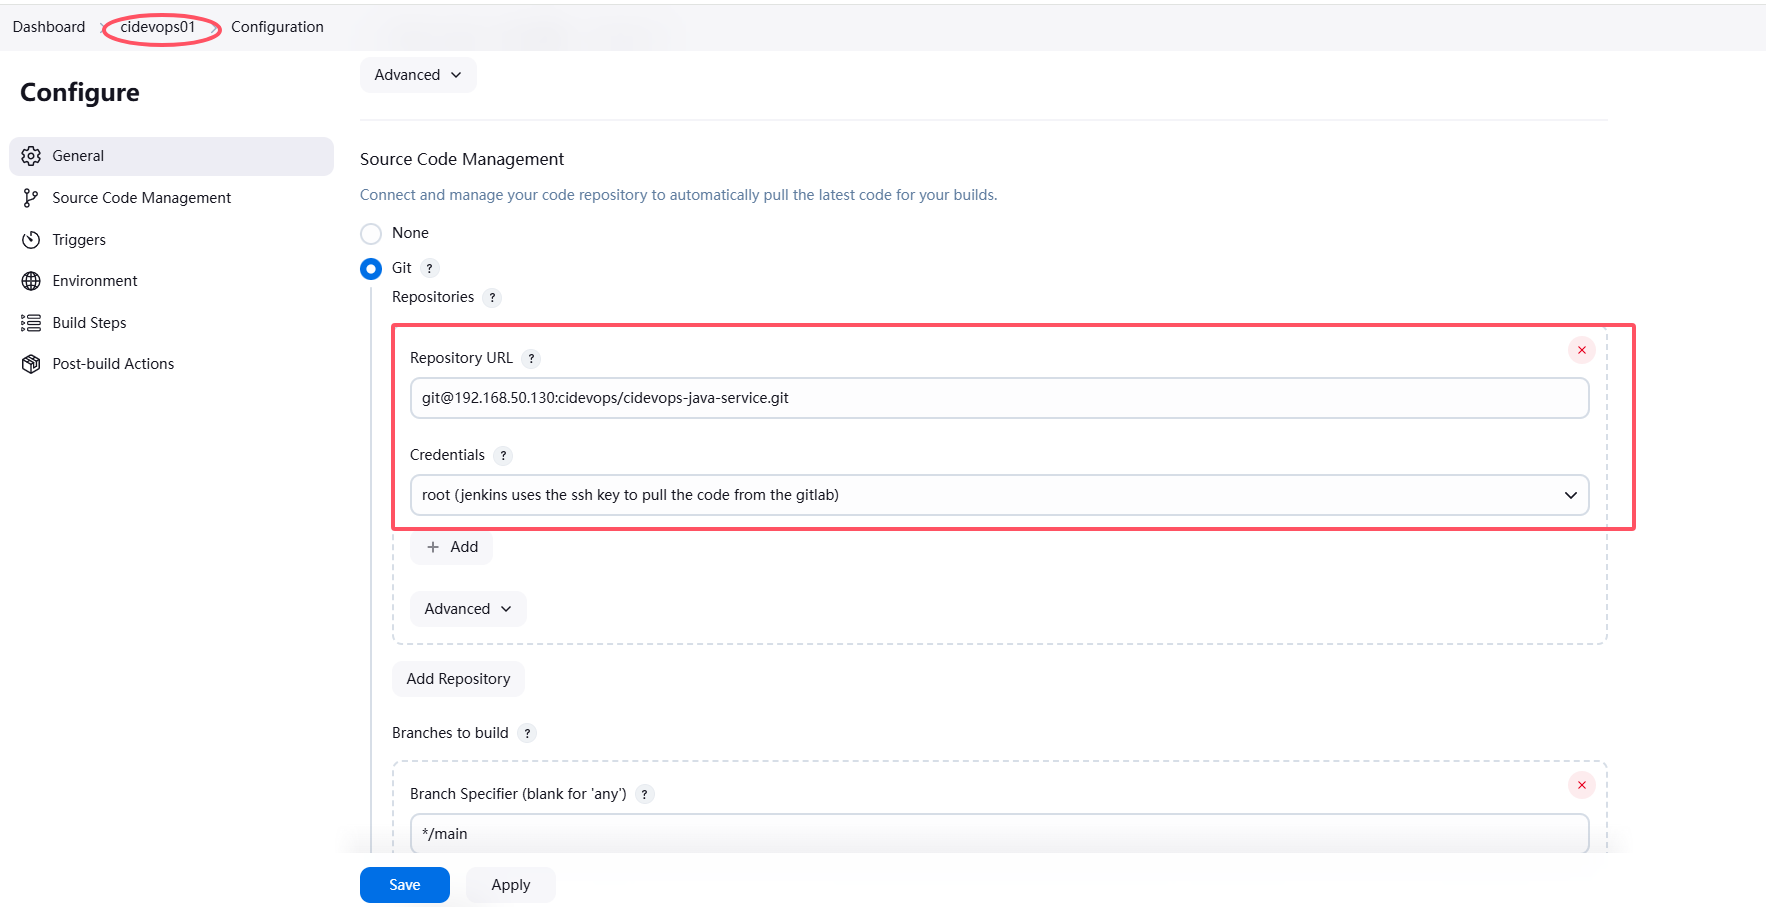 Dashboard cidevops01 Configuration
Configure
General
Source Code Management
Triggers
Environment
Build Steps
Post-build Actions
Advanced
Source Code Management
Connect and manage your code repository to automatically pull the latest code for your builds.
None
Git ?
Repositories ?
Repository URL ?
git@192.168.50.130:cidevops/cidevops-java-service.git
Credentials ?
root (jenkins uses the ssh key to pull the code from the gitlab)
+ Add
Advanced
Add Repository
Branches to build ?
Branch Specifier (blank for 'any') ?
*/main
Save Apply